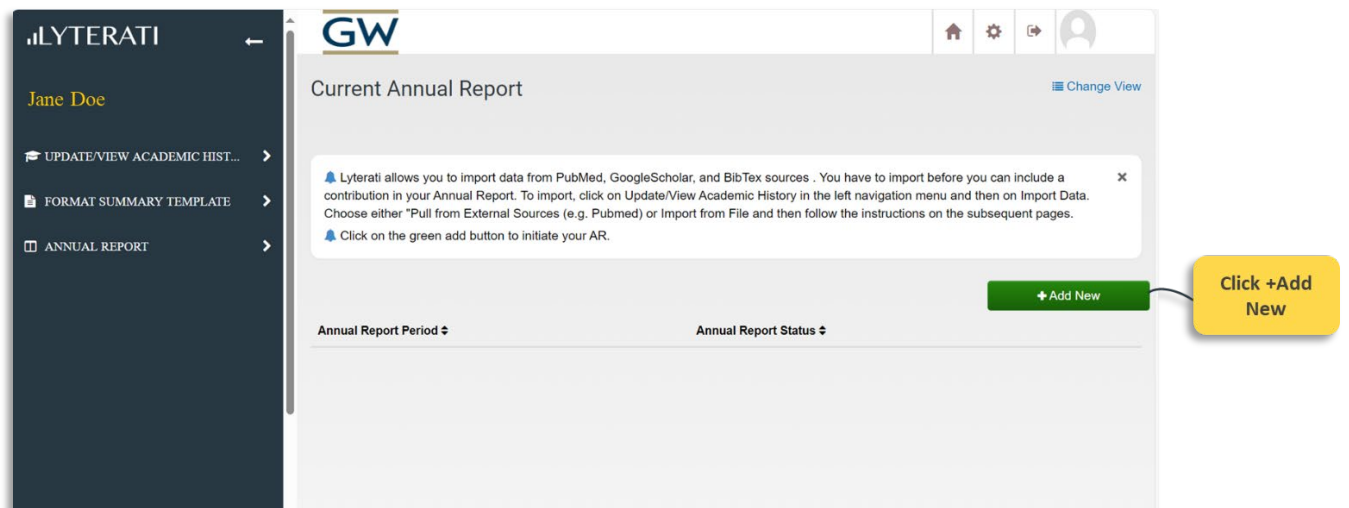 LYTERATI
Jane Doe
UPDATE/VIEW ACADEMIC HIST...
FORMAT SUMMARY TEMPLATE
ANNUAL REPORT
GW
Current Annual Report
Change View
Lyterati allows you to import data from PubMed, GoogleScholar, and BibTex sources . You have to import before you can include a
contribution in your Annual Report. To import, click on Update/View Academic History in the left navigation menu and then on Import Data.
Choose either "Pull from External Sources (e.g. Pubmed) or Import from File and then follow the instructions on the subsequent pages.
Click on the green add button to initiate your AR.
+ Add New
Annual Report Period
Annual Report Status
Click +Add
New